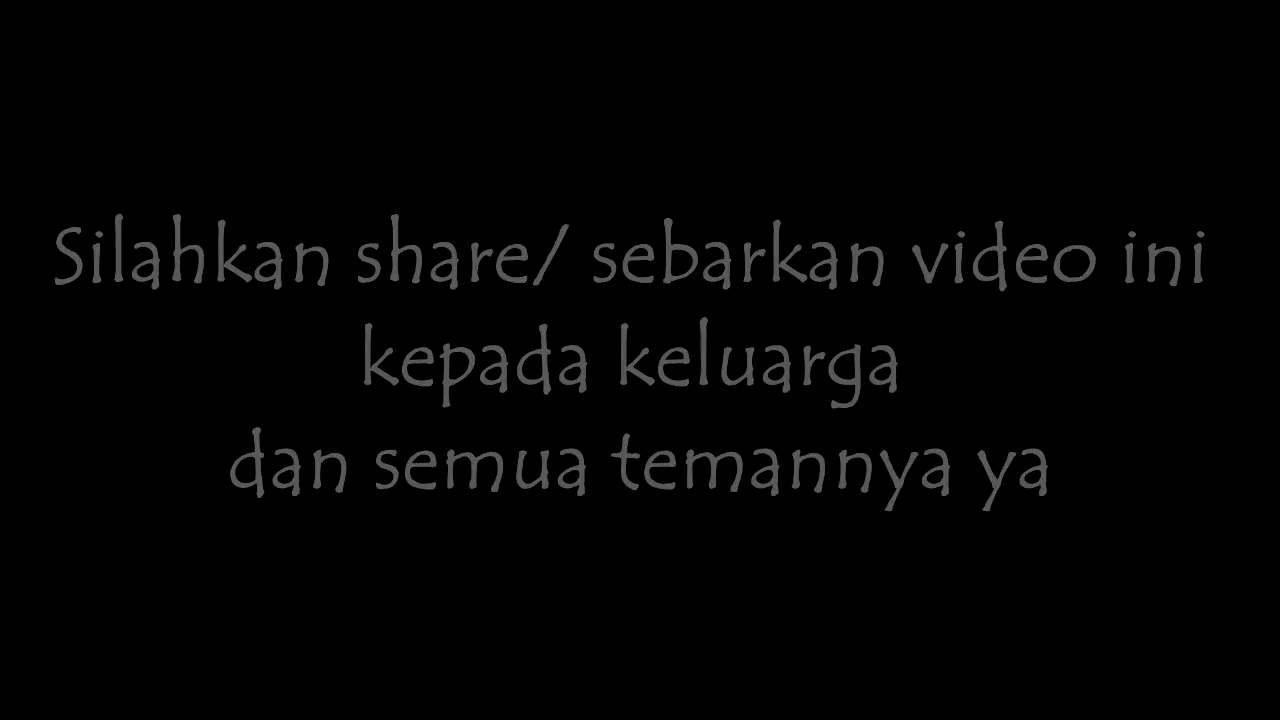 Silahkan share/ sebarkan video ini
kepada keluarga
dan semua temannya ya